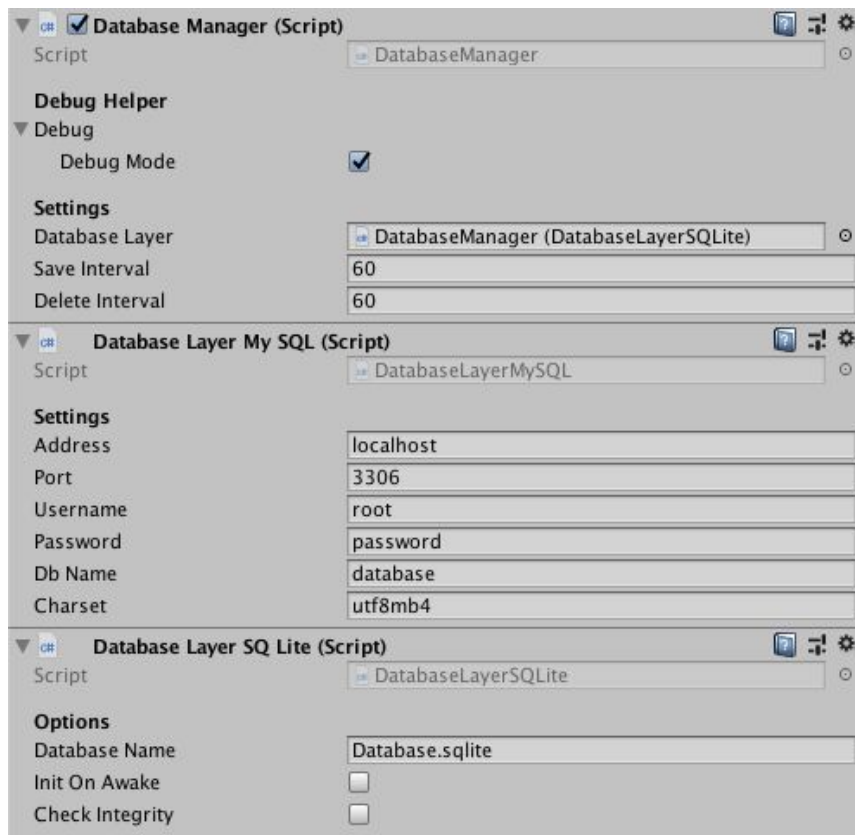 Database Manager (Script)
Script DatabaseManager
Debug Helper
Debug
Debug Mode
Settings
Database Layer DatabaseManager (DatabaseLayerSQLite)
Save Interval 60
Delete Interval 60
Database Layer My SQL (Script)
Script DatabaseLayerMySQL
Settings
Address localhost
Port 3306
Username root
Password password
Db Name database
Charset utf8mb4
Database Layer SQ Lite (Script)
Script DatabaseLayerSQLite
Options
Database Name Database.sqlite
Init On Awake
Check Integrity